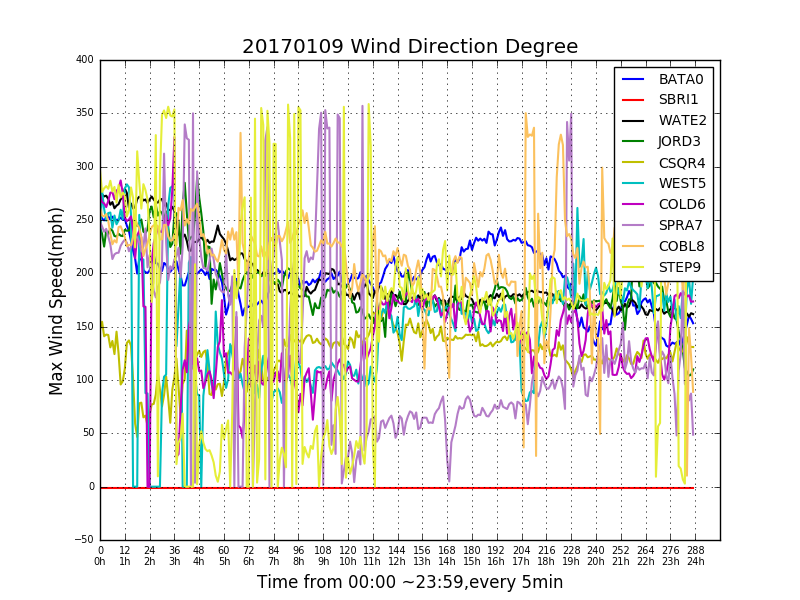 20170109 Wind Direction Degree
400
350
300
250
200
150
100
50
0
−50
Max Wind Speed(mph)
BATA0
SBRI1
WATE2
JORD3
CSQR4
WEST5
COLD6
SPRA7
COBL8
STEP9
0 12 24 36 48 60 72 84 96 108 120 132 144 156 168 180 192 204 216 228 240 252 264 276 288
0h 1h 2h 3h 4h 5h 6h 7h 8h 9h 10h 11h 12h 13h 14h 15h 16h 17h 18h 19h 20h 21h 22h 23h 24h
Time from 00:00 ~23:59,every 5min